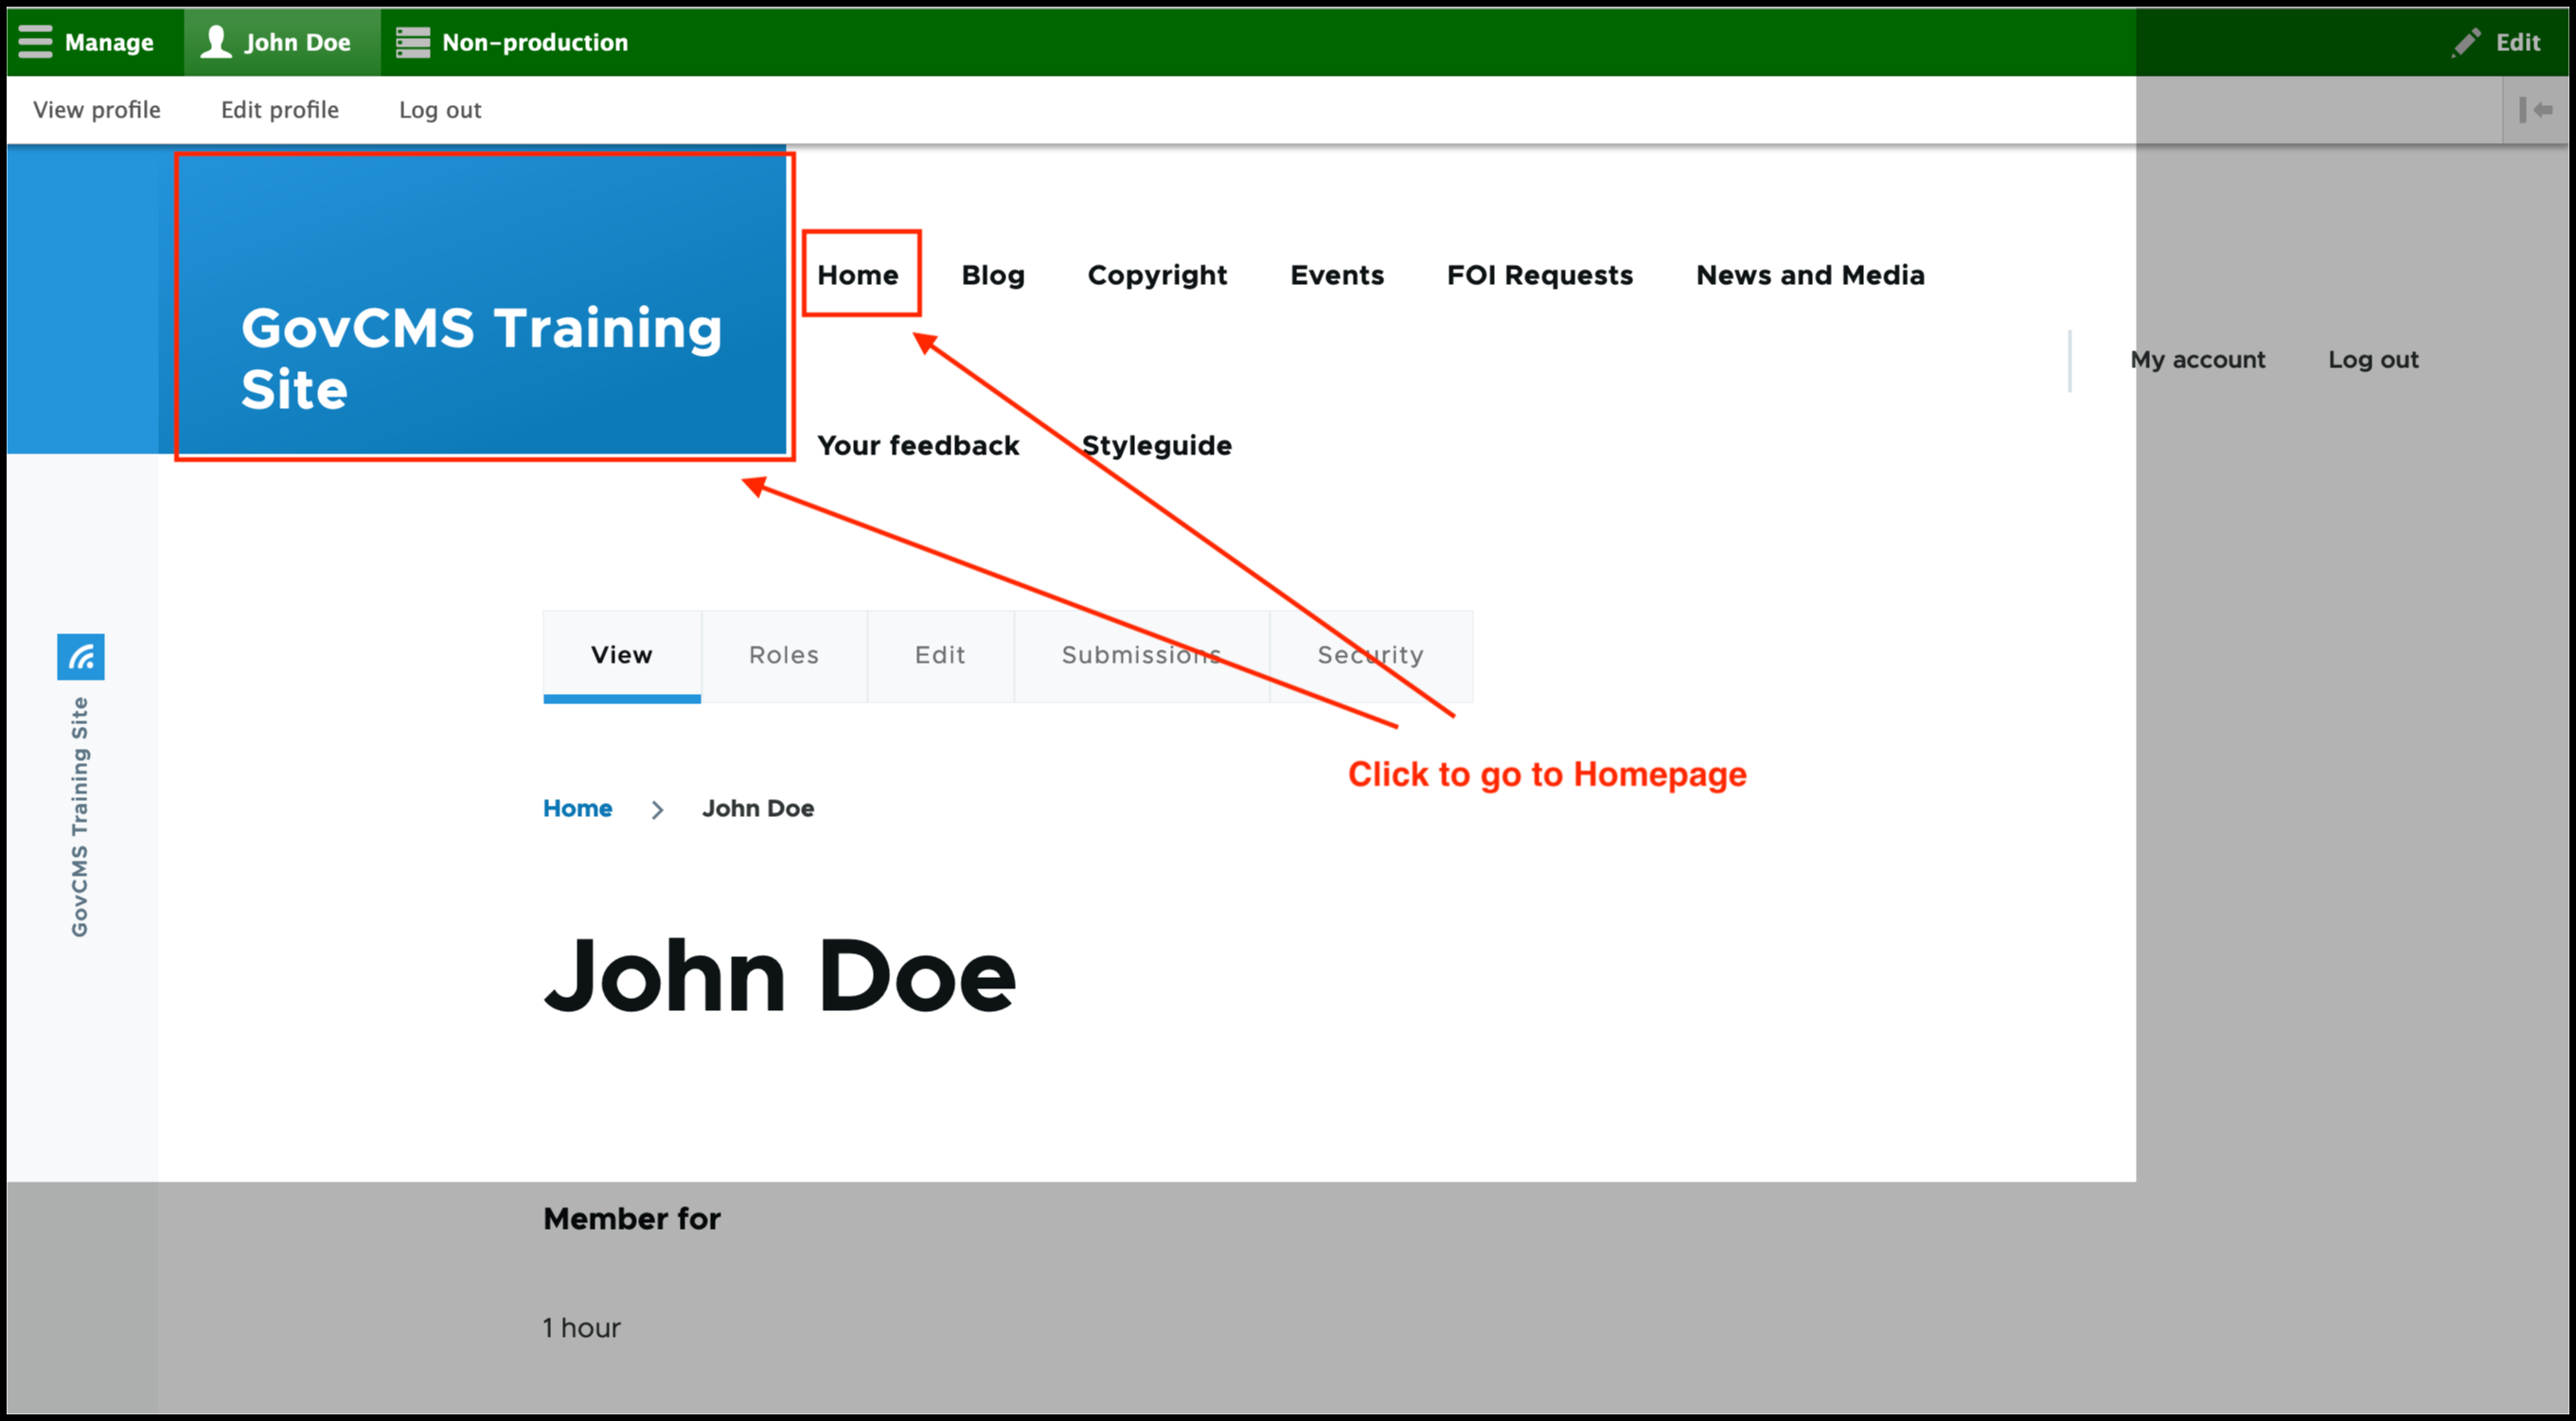 Manage John Doe Non-production Edit
View profile Edit profile Log out
GovCMS Training
Site
Home Blog Copyright Events FOI Requests News and Media
My account Log out
Your feedback Styleguide
View Roles Edit Submissions Security
Click to go to Homepage
GovCMS Training Site
Home John Doe
John Doe
Member for
1 hour